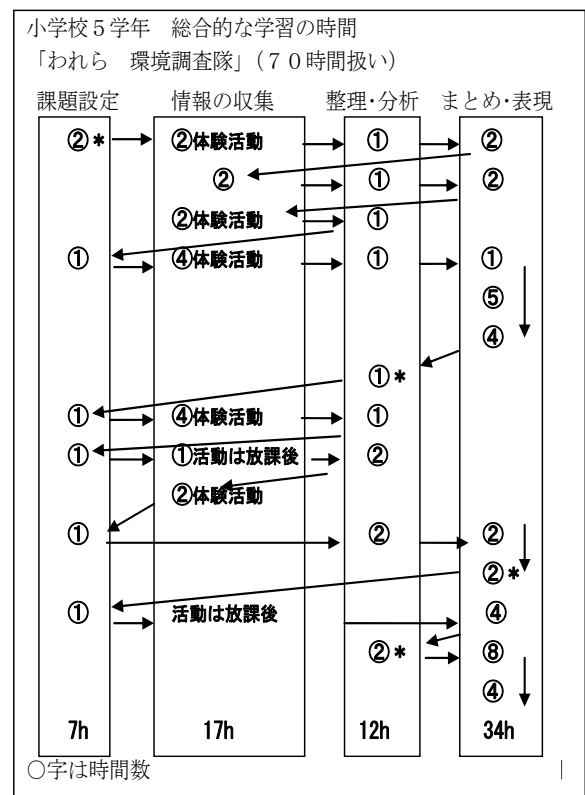 小学校5学年 総合的な学習の時間
「われら 環境調査隊」(70時間扱い)
課題設定 情報の収集 整理・分析 まとめ・表現
②* ②体験活動 ① ②
② ① ②
②体験活動 ①
① ④体験活動 ① ①
⑤
④
①*
① ④体験活動 ①
① ①活動は放課後 ②
②体験活動
① ② ②
②*
① 活動は放課後 ④
②* ⑧
④
7h 17h 12h 34h
○字は時間数